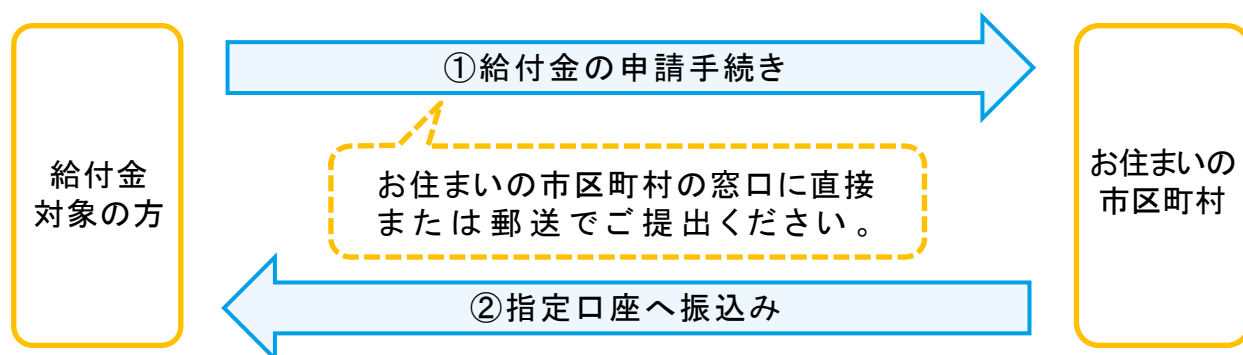 ①給付金の申請手続き
給付金
対象の方
お住まいの市区町村の窓口に直接
または郵送でご提出ください。
お住まいの
市区町村
②指定口座へ振込み